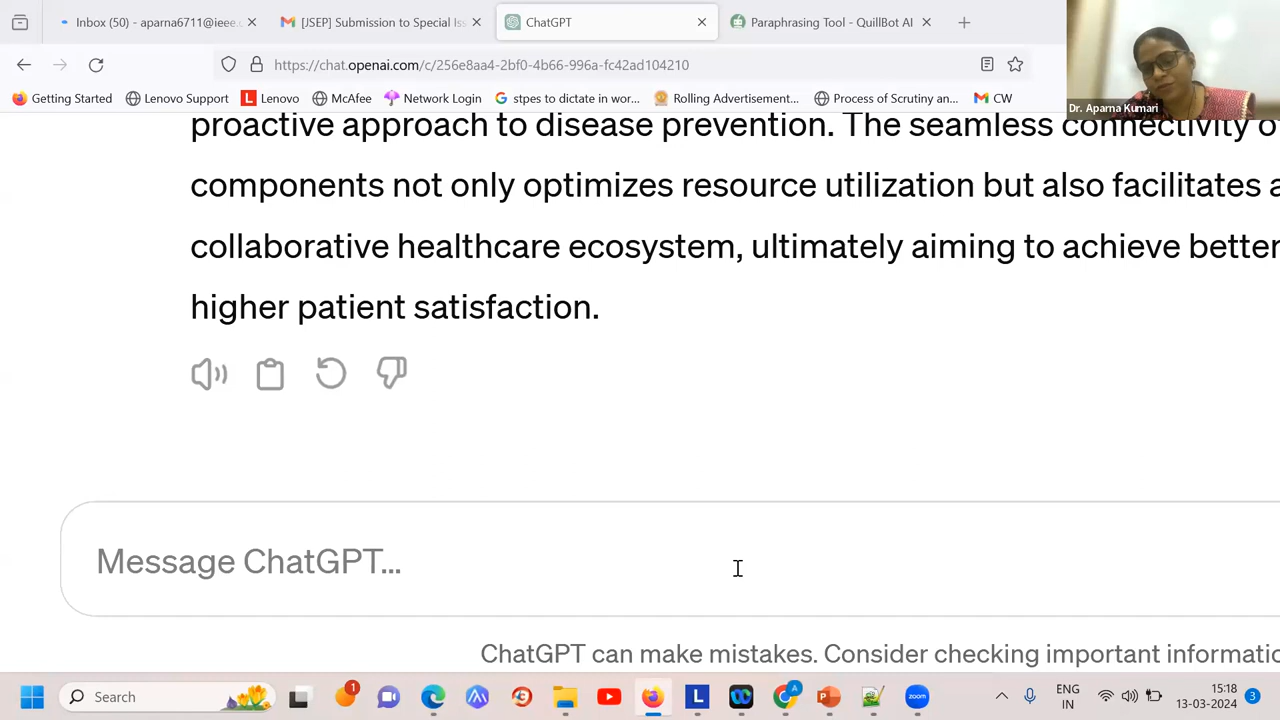 Inbox (50) - aparna6711@ieee.c
[JSEP] Submission to Special Iss
ChatGPT
Paraphrasing Tool - QuillBot AI
https://chat.openai.com/c/256e8aa4-2bf0-4b66-996a-fc42ad104210
Getting Started
Lenovo Support
L Lenovo
McAfee
Network Login
stpes to dictate in wor...
Rolling Advertisement...
Process of Scrutiny an...
CW
Dr. Aparna Kumari
proactive approach to disease prevention. The seamless connectivity o
components not only optimizes resource utilization but also facilitates a
collaborative healthcare ecosystem, ultimately aiming to achieve better
higher patient satisfaction.
Message ChatGPT...
ChatGPT can make mistakes. Consider checking important informatio
Search
1
L
A
zoom
ENG
IN
15:18
13-03-2024
3